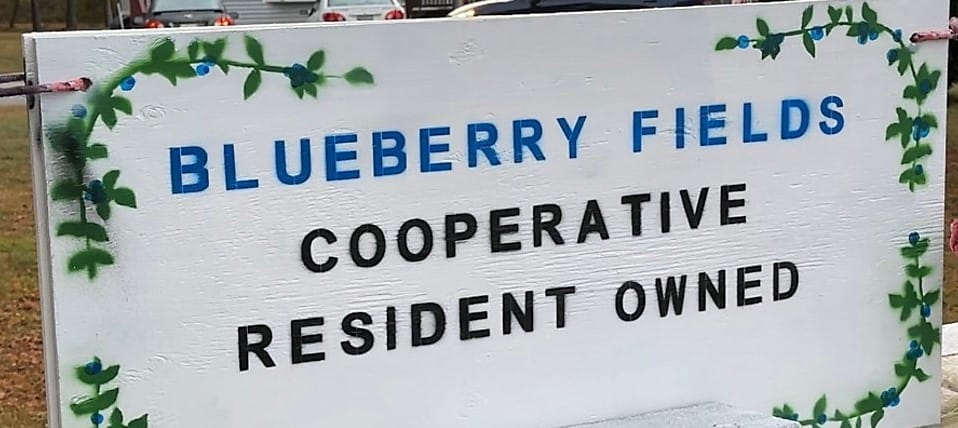 BLUEBERRY FIELDS
COOPERATIVE
RESIDENT OWNED